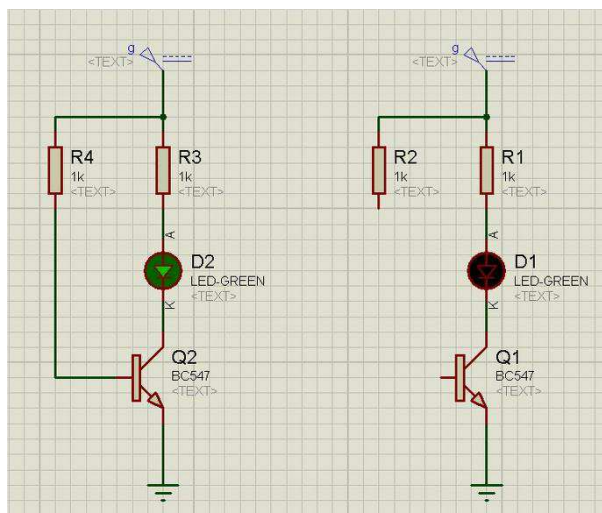 g
<TEXT>
g
<TEXT>
R4
1k
<TEXT>
R3
1k
<TEXT>
R2
1k
<TEXT>
R1
1k
<TEXT>
A
D2
LED-GREEN
<TEXT>
K
A
D1
LED-GREEN
<TEXT>
K
Q2
BC547
<TEXT>
Q1
BC547
<TEXT>